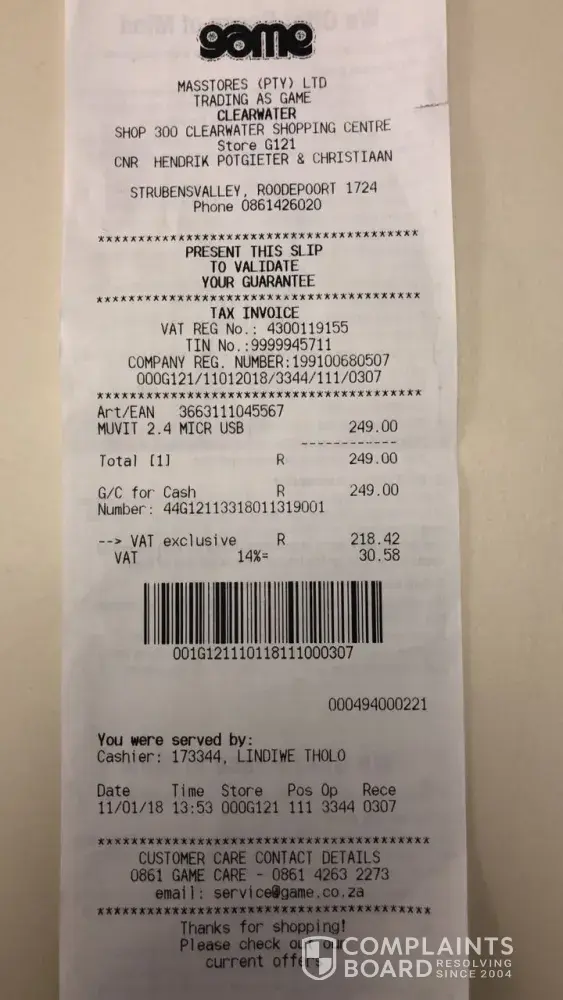 game
MASSTORES (PTY) LTD
TRADING AS GAME
CLEARWATER
SHOP 300 CLEARWATER SHOPPING CENTRE
Store G121
CNR HENDRIK POTGIETER & CHRISTIAAN
STRUBENSVALLEY, ROODEPOORT 1724
Phone 0861426020
****************************************
PRESENT THIS SLIP
TO VALIDATE
YOUR GUARANTEE
****************************************
TAX INVOICE
VAT REG No.: 4300119155
TIN No.:9999945711
COMPANY REG. NUMBER:199100680507
000G121/11012018/3344/111/0307
****************************************
Art/EAN 3663111045567
MUVIT 2.4 MICR USB 249.00
------------
Total [1] R 249.00
G/C for Cash R 249.00
Number: 44G12113318011319001
--> VAT exclusive R 218.42
VAT 14%= 30.58
001G121110118111000307
000494000221
You were served by:
Cashier: 173344, LINDIWE THOLO
Date Time Store Pos Op Rece
11/01/18 13:53 000G121 111 3344 0307
****************************************
CUSTOMER CARE CONTACT DETAILS
0861 GAME CARE - 0861 4263 2273
email: service@game.co.za
****************************************
Thanks for shopping!
Please check out our
current offers
COMPLAINTS
BOARD RESOLVING
SINCE 2004